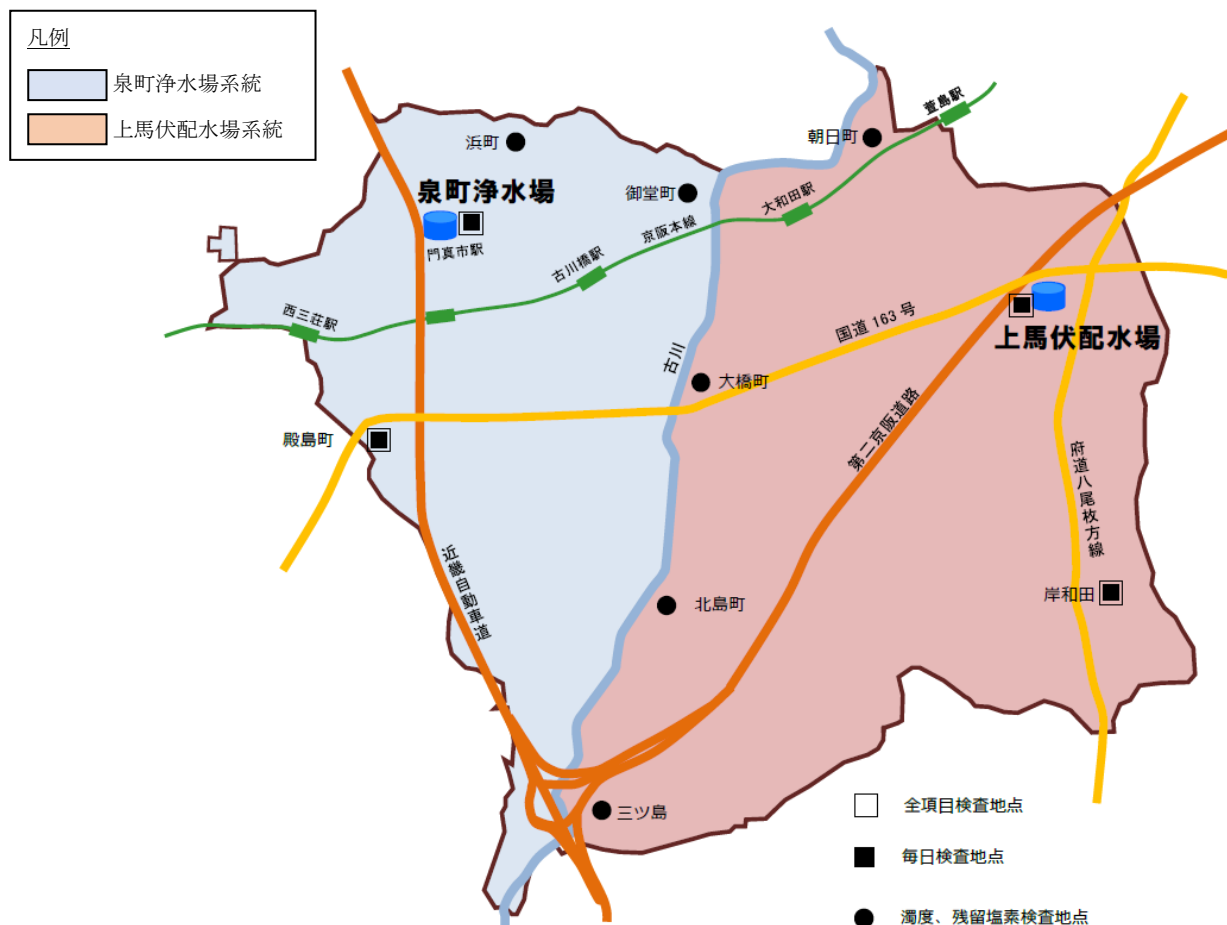 凡例
泉町浄水場系統
上馬伏配水場系統
萱島駅
朝日町
浜町
泉町浄水場
御堂町
大和田駅
京阪本線
門真市駅
古川橋駅
西三荘駅
国道 163 号
上馬伏配水場
古川
大橋町
殿島町
第二京阪道路
府道八尾枚方線
近畿自動車道
岸和田
北島町
三ツ島
全項目検査地点
毎日検査地点
濁度、残留塩素検査地点